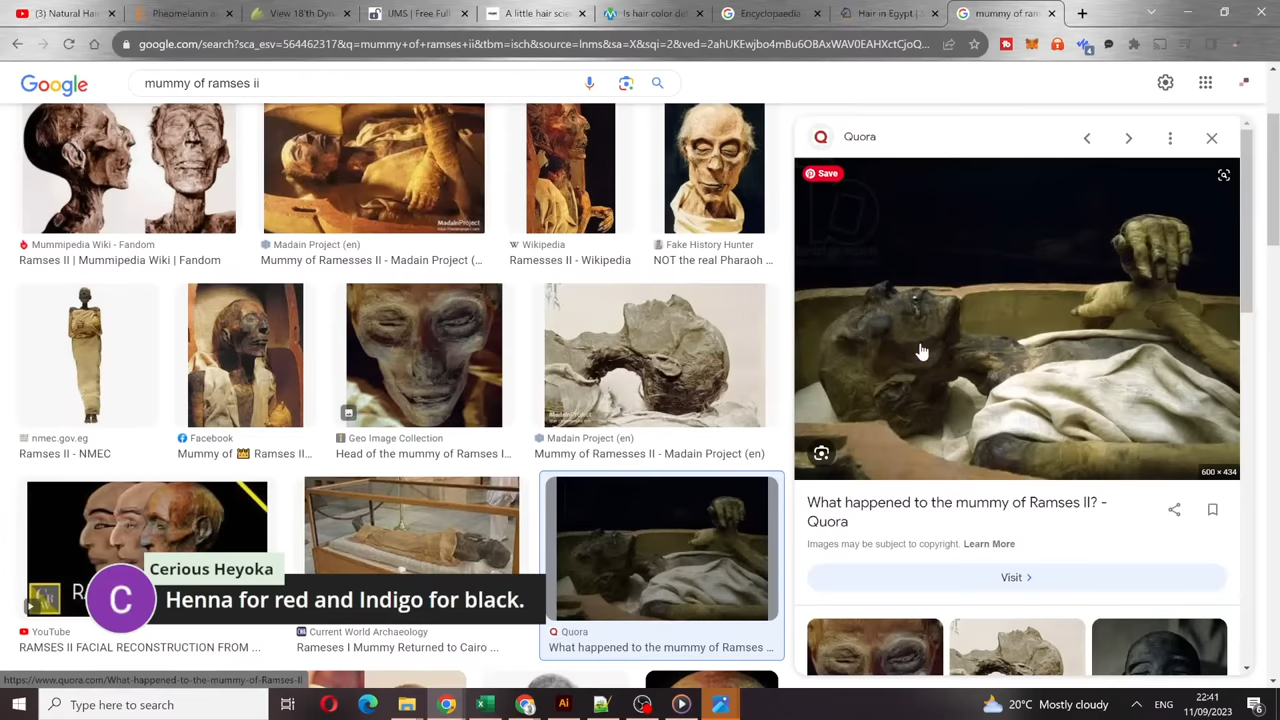 (3) Natural Han
Pheomelanin an
View 18'th Dyn
UMS | Free Full
A little hair scie
Is hair color de
Encyclopaedia
Hair in Egypt (S
mummy of ram
google.com/search?sca_esv=564462317&q=mummy+of+ramses+ii&tbm=isch&source=lnms&sa=X&sqi=2&ved=2ahUKEwjbo4mBu6OBAxWAV0EAHXctCjoQ...
Google
mummy of ramses ii
Quora
Save
MadainProject
Mummipedia Wiki - Fandom
Ramses II | Mummipedia Wiki | Fandom
Madain Project (en)
Mummy of Ramesses II - Madain Project (...
Wikipedia
Ramesses II - Wikipedia
Fake History Hunter
NOT the real Pharaoh ...
nmec.gov.eg
Ramses II - NMEC
Facebook
Mummy of Ramses II...
Geo Image Collection
Head of the mummy of Ramses I...
Madain Project (en)
Mummy of Ramesses II - Madain Project (en)
600 × 434
What happened to the mummy of Ramses II? -
Quora
Images may be subject to copyright. Learn More
Visit
Cerious Heyoka
C
Henna for red and Indigo for black.
YouTube
RAMSES II FACIAL RECONSTRUCTION FROM ...
Current World Archaeology
Rameses I Mummy Returned to Cairo ...
Quora
What happened to the mummy of Ramses ...
https://www.quora.com/What-happened-to-the-mummy-of-Ramses-II
Type here to search
20°C Mostly cloudy
ENG
22:41
11/09/2023
6